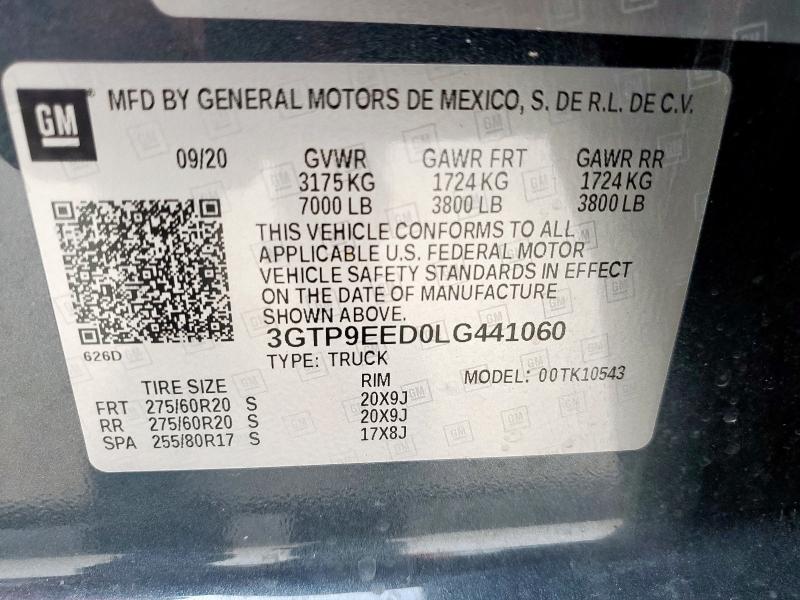 GM
MFD BY GENERAL MOTORS DE MEXICO, S. DE R.L. DE C.V.
09/20 GVWR GAWR FRT GAWR RR
3175 KG 1724 KG 1724 KG
7000 LB 3800 LB 3800 LB
THIS VEHICLE CONFORMS TO ALL
APPLICABLE U.S. FEDERAL MOTOR
VEHICLE SAFETY STANDARDS IN EFFECT
ON THE DATE OF MANUFACTURE
SHOWN ABOVE.
3GTP9EED0LG441060
626D
TYPE: TRUCK
TIRE SIZE RIM MODEL: 00TK10543
FRT 275/60R20 S 20X9J
RR 275/60R20 S 20X9J
SPA 255/80R17 S 17X8J